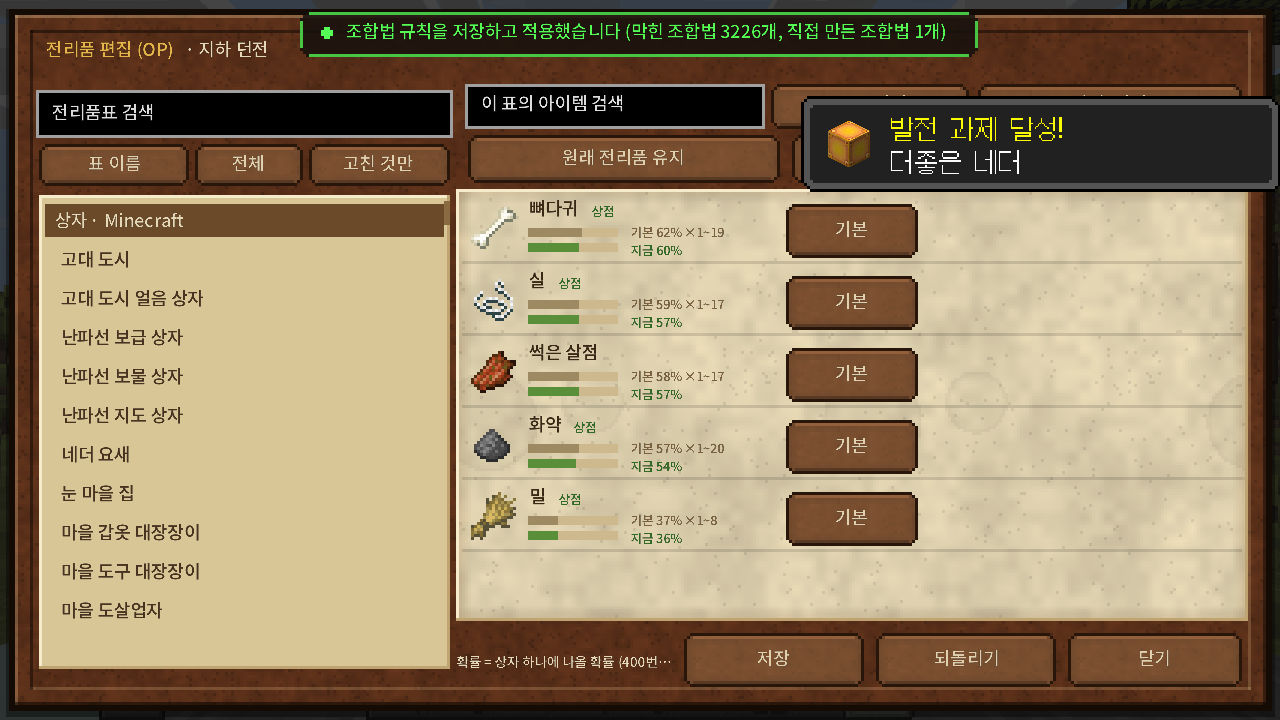 조합법 규칙을 저장하고 적용했습니다 (막힌 조합법 3226개, 직접 만든 조합법 1개)
전리품 편집 (OP) · 지하 던전
전리품표 검색
이 표의 아이템 검색
발전 과제 달성!
더좋은 네더
표 이름
전체
고친 것만
원래 전리품 유지
상자 · Minecraft
고대 도시
고대 도시 얼음 상자
난파선 보급 상자
난파선 보물 상자
난파선 지도 상자
네더 요새
눈 마을 집
마을 갑옷 대장장이
마을 도구 대장장이
마을 도살업자
뼈다귀 상점
기본 62% ×1~19
지금 60%
기본
실 상점
기본 59% ×1~17
지금 57%
기본
썩은 살점
기본 58% ×1~17
지금 57%
기본
화약 상점
기본 57% ×1~20
지금 54%
기본
밀 상점
기본 37% ×1~8
지금 36%
기본
확률 = 상자 하나에 나올 확률 (400번…
저장
되돌리기
닫기